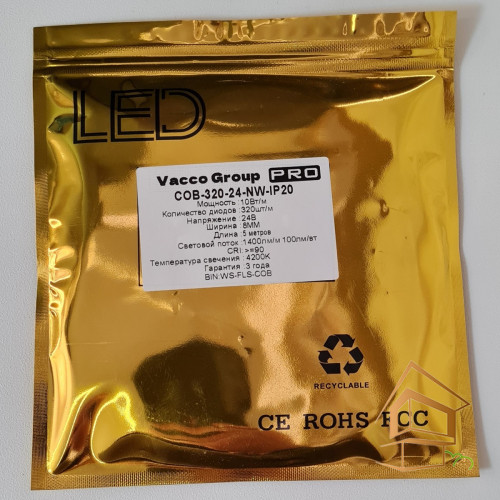 LED
Vacco Group PRO
COB-320-24-NW-IP20
Мощность :10Вт/м
Количество диодов :320шт/м
Напряжение :24В
Ширина : 8ММ
Длина : 5 метров
Световой поток :1400лм/м 100лм/вт
CRI: >=90
Температура свечения : 4200K
Гарантия : 3 года
BIN:WS-FLS-COB
RECYCLABLE
CE ROHS FCC